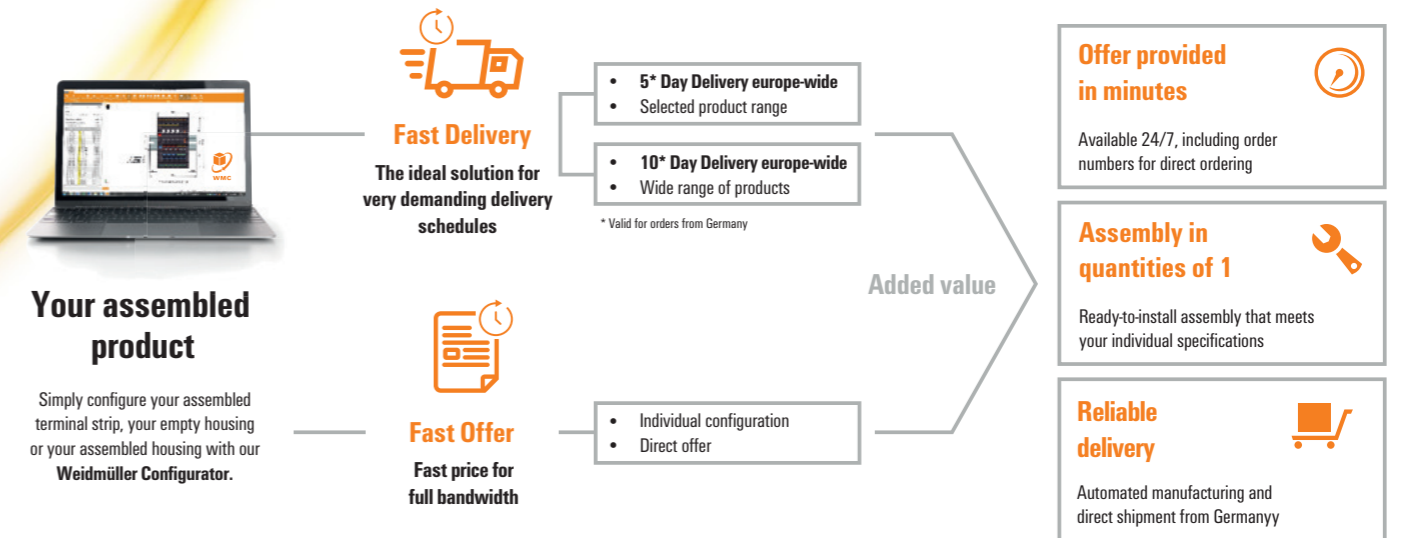 WMC
Your assembled
product
Simply configure your assembled
terminal strip, your empty housing
or your assembled housing with our
Weidmüller Configurator.
Fast Delivery
The ideal solution for
very demanding delivery
schedules
• 5* Day Delivery europe-wide
• Selected product range
• 10* Day Delivery europe-wide
• Wide range of products
* Valid for orders from Germany
Fast Offer
Fast price for
full bandwidth
• Individual configuration
• Direct offer
Added value
Offer provided
in minutes
Available 24/7, including order
numbers for direct ordering
Assembly in
quantities of 1
Ready-to-install assembly that meets
your individual specifications
Reliable
delivery
Automated manufacturing and
direct shipment from Germanyy